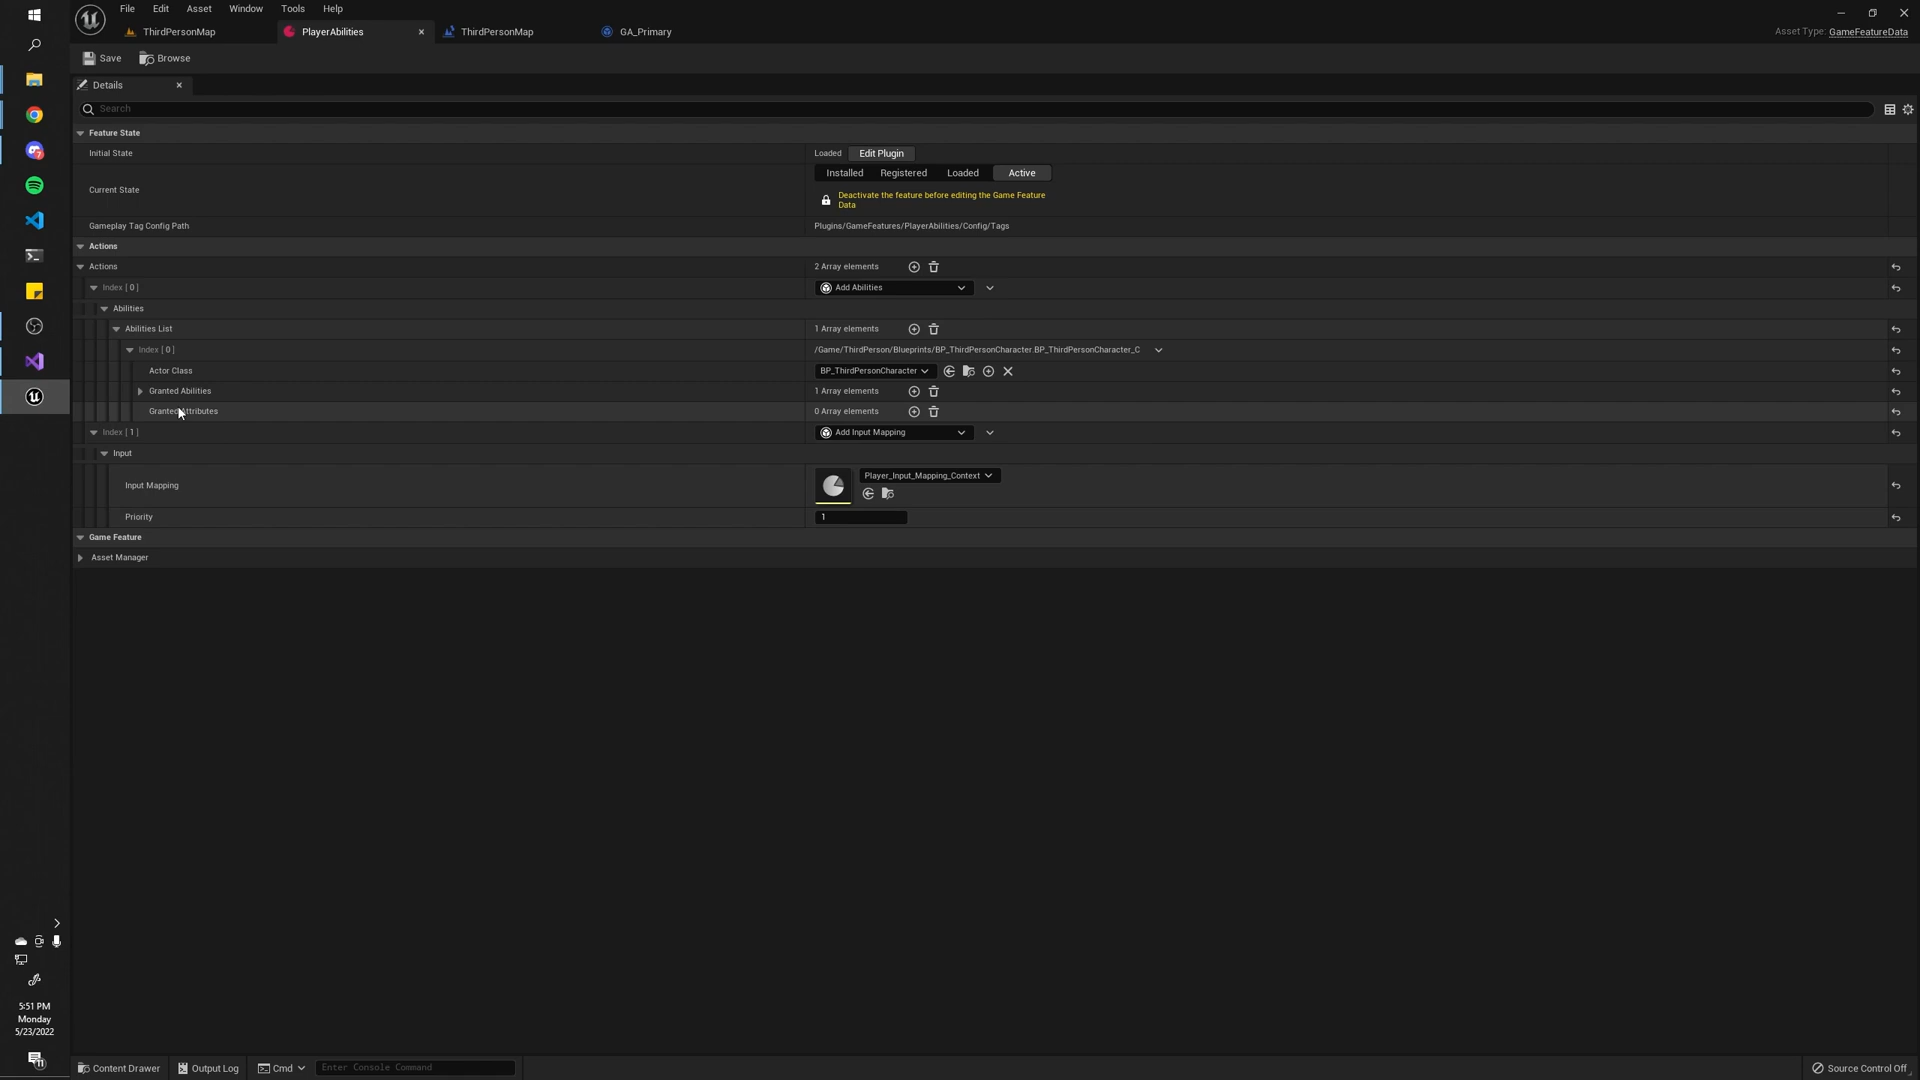 File Edit Asset Window Tools Help
ThirdPersonMap PlayerAbilities ThirdPersonMap GA_Primary
Asset Type: GameFeatureData
Save Browse
Details
Search
Feature State
Initial State Loaded Edit Plugin
Installed Registered Loaded Active
Current State
Deactivate the feature before editing the Game Feature
Data
Gameplay Tag Config Path Plugins/GameFeatures/PlayerAbilities/Config/Tags
Actions
Actions 2 Array elements
Index [ 0 ] Add Abilities
Abilities
Abilities List 1 Array elements
Index [ 0 ] /Game/ThirdPerson/Blueprints/BP_ThirdPersonCharacter.BP_ThirdPersonCharacter_C
Actor Class BP_ThirdPersonCharacter
Granted Abilities 1 Array elements
Granted Attributes 0 Array elements
Index [ 1 ] Add Input Mapping
Input
Player_Input_Mapping_Context
Input Mapping
Priority 1
Game Feature
Asset Manager
5:51 PM
Monday
5/23/2022
Content Drawer Output Log Cmd Enter Console Command Source Control Off